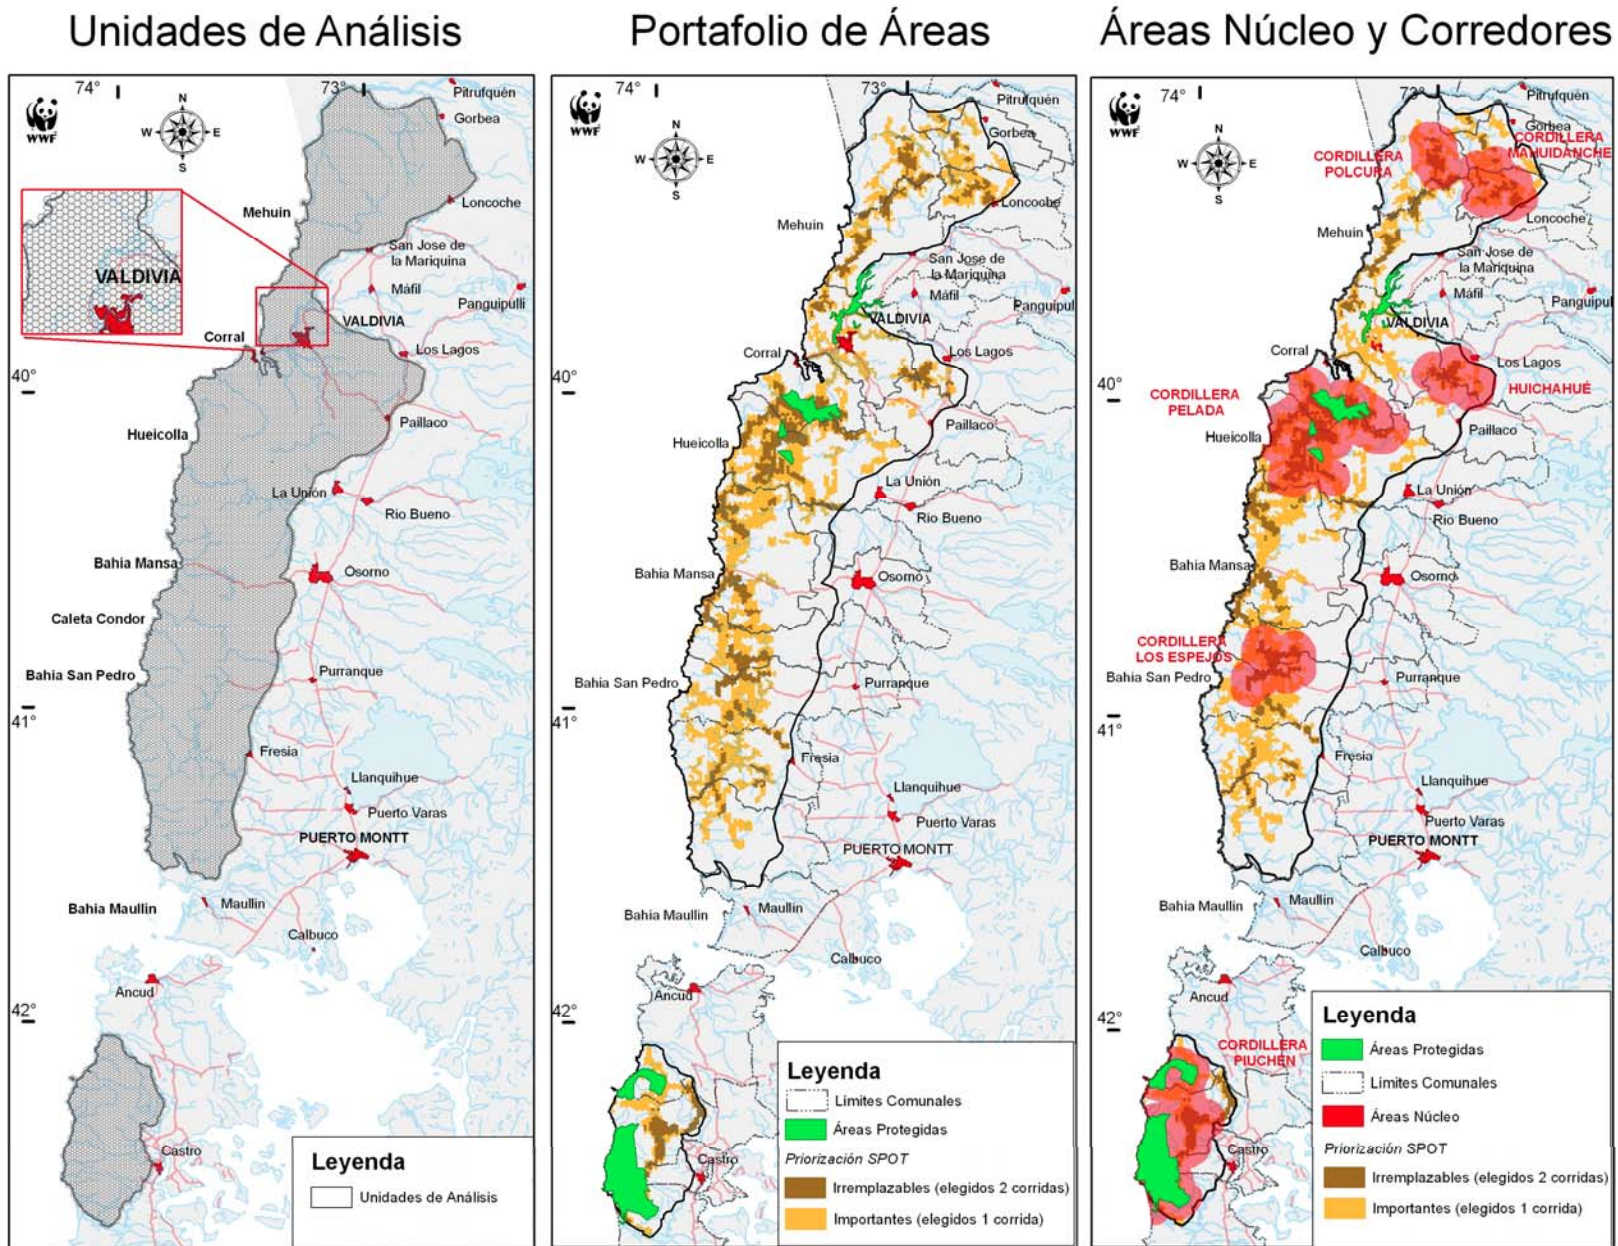 Unidades de Análisis
Portafolio de Áreas
Áreas Núcleo y Corredores
74°
73°
WWF
N
W
E
S
Pitrufquén
Gorbea
Loncoche
Mehuin
San Jose de
la Mariquina
Máfil
Panguipulli
VALDIVIA
VALDIVIA
Corral
Los Lagos
40°
Paillaco
Hueicolla
La Unión
Rio Bueno
Bahia Mansa
Osorno
Caleta Condor
Bahia San Pedro
Purranque
41°
Fresia
Llanquihue
Puerto Varas
PUERTO MONTT
Bahia Maullin
Maullin
Calbuco
Ancud
42°
Castro
Leyenda
Unidades de Análisis
74°
73°
WWF
N
W
E
S
Pitrufquén
Gorbea
Loncoche
Mehuin
San Jose de
la Mariquina
Máfil
Panguipul
VALDIVIA
Corral
Los Lagos
40°
Paillaco
Hueicolla
La Unión
Rio Bueno
Bahia Mansa
Osorno
Bahia San Pedro
Purranque
41°
Fresia
Llanquihue
Puerto Varas
PUERTO MONTT
Bahia Maullin
Maullin
Calbuco
Ancud
42°
Castro
Leyenda
Límites Comunales
Áreas Protegidas
Priorización SPOT
Irremplazables (elegidos 2 corridas)
Importantes (elegidos 1 corrida)
74°
73°
WWF
N
W
E
S
Pitrufquén
Gorbea
CORDILLERA
MAHUIDANCHE
CORDILLERA
POLCURA
Loncoche
Mehuin
San Jose de
la Mariquina
Máfil
Panguipul
VALDIVIA
Corral
Los Lagos
40°
HUICHAHUÉ
CORDILLERA
PELADA
Paillaco
Hueicolla
La Unión
Rio Bueno
Bahia Mansa
Osorno
CORDILLERA
LOS ESPEJOS
Bahia San Pedro
Purranque
41°
Fresia
Llanquihue
Puerto Varas
PUERTO MONTT
Bahia Maullin
Maullin
Calbuco
Ancud
42°
CORDILLERA
PIUCHEN
Castro
Leyenda
Áreas Protegidas
Límites Comunales
Áreas Núcleo
Priorización SPOT
Irremplazables (elegidos 2 corridas)
Importantes (elegidos 1 corrida)